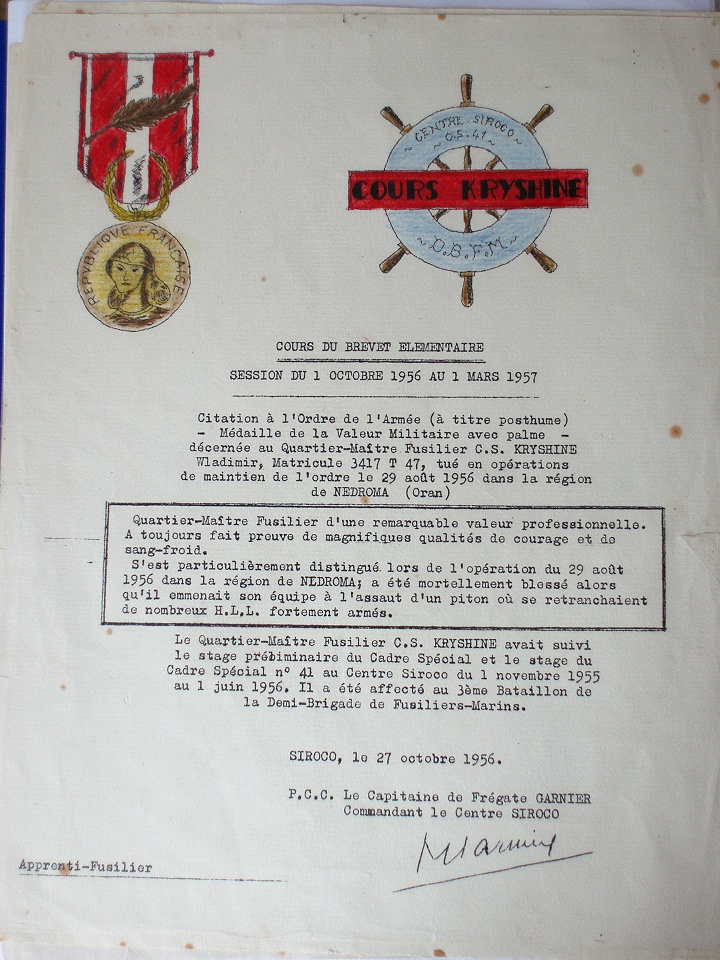 REPVBLIQUE FRANCAISE
~ CENTRE SIROCO ~
~ C.S. 41 ~
COURS KRYSHINE
~ D.B.F.M. ~
COURS DU BREVET ELEMENTAIRE
SESSION DU 1 OCTOBRE 1956 AU 1 MARS 1957
Citation à l'Ordre de l'Armée (à titre posthume)
- Médaille de la Valeur Militaire avec palme -
décernée au Quartier-Maître Fusilier C.S. KRYSHINE
Wladimir, Matricule 3417 T 47, tué en opérations
de maintien de l'ordre le 29 août 1956 dans la région
de NEDROMA (Oran)
Quartier-Maître Fusilier d'une remarquable valeur professionnelle.
A toujours fait preuve de magnifiques qualités de courage et de
sang-froid.
S'est particulièrement distingué lors de l'opération du 29 août
1956 dans la région de NEDROMA; a été mortellement blessé alors
qu'il emmenait son équipe à l'assaut d'un piton où se retranchaient
de nombreux H.L.L. fortement armés.
Le Quartier-Maître Fusilier C.S. KRYSHINE avait suivi
le stage préliminaire du Cadre Spécial et le stage du
Cadre Spécial n° 41 au Centre Siroco du 1 novembre 1955
au 1 juin 1956. Il a été affecté au 3ème Bataillon de
la Demi-Brigade de Fusiliers-Marins.
SIROCO, le 27 octobre 1956.
P.C.C. Le Capitaine de Frégate GARNIER
Commandant le Centre SIROCO
Apprenti-Fusilier